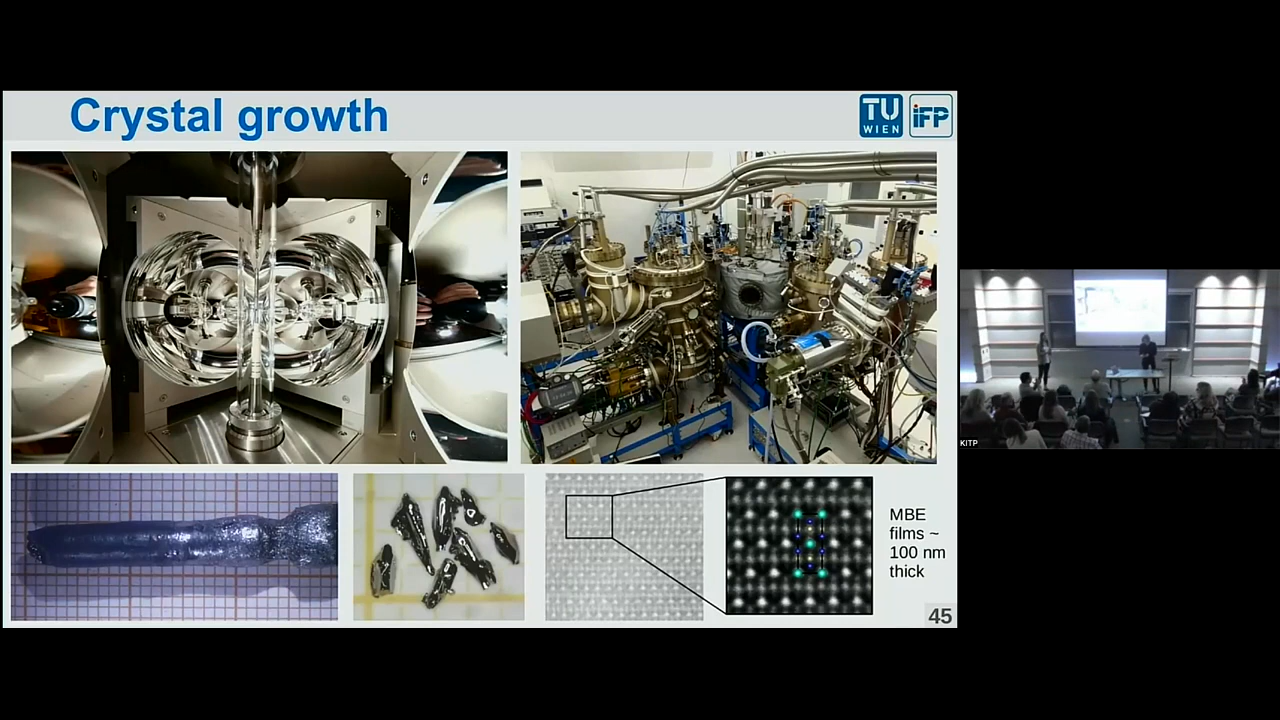 Crystal growth
TU
WIEN
iFP
MBE
films ~
100 nm
thick
45
KITP